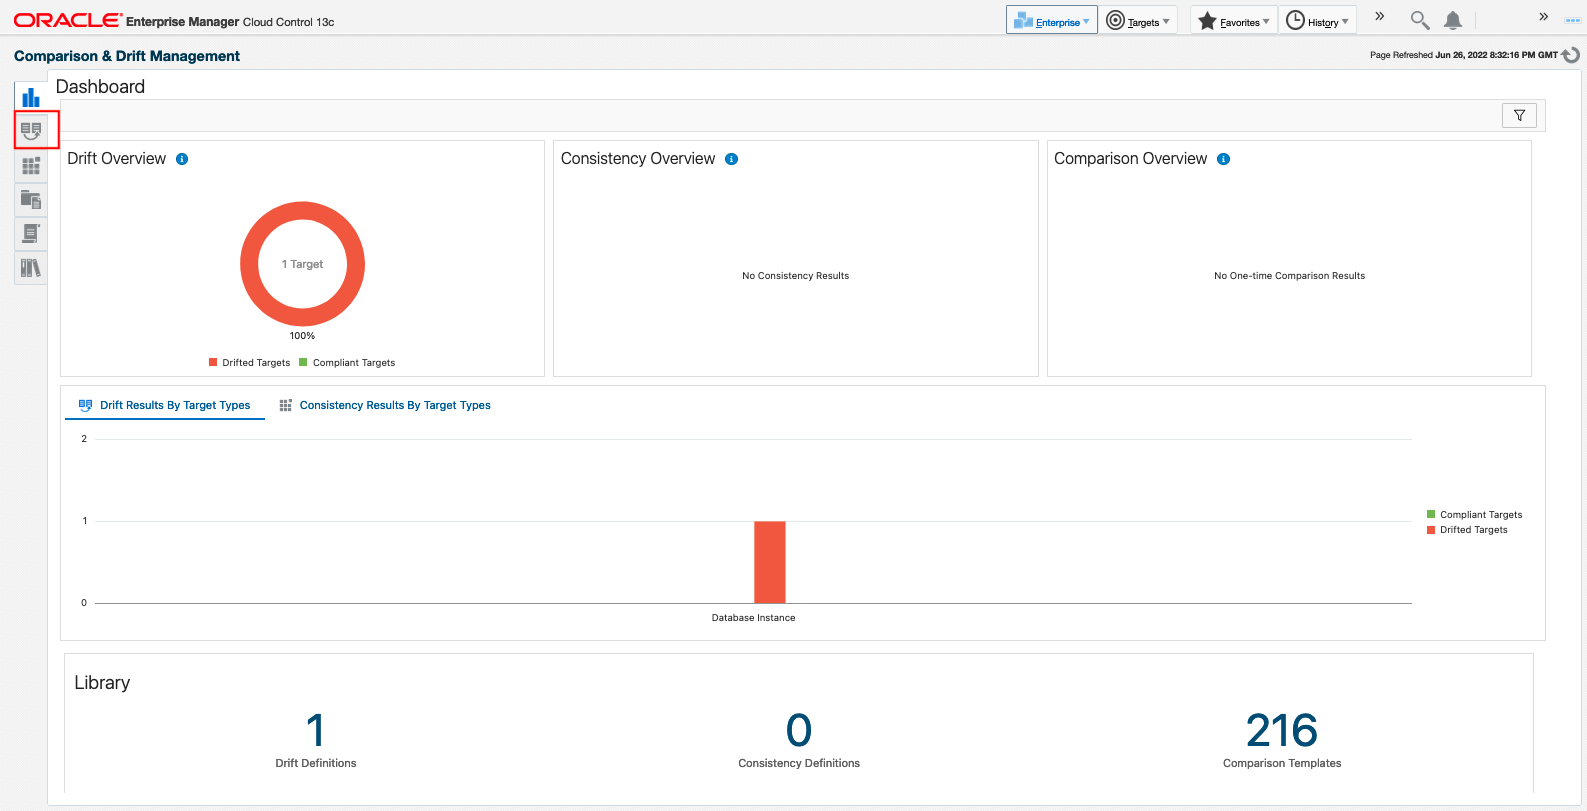 ORACLE Enterprise Manager Cloud Control 13c
Enterprise
Targets
Favorites
History
»
»
Comparison & Drift Management
Page Refreshed Jun 26, 2022 8:32:16 PM GMT
Dashboard
Drift Overview i
1 Target
100%
Drifted Targets
Compliant Targets
Consistency Overview i
No Consistency Results
Comparison Overview i
No One-time Comparison Results
Drift Results By Target Types
Consistency Results By Target Types
2
1
0
Database Instance
Compliant Targets
Drifted Targets
Library
1
Drift Definitions
0
Consistency Definitions
216
Comparison Templates